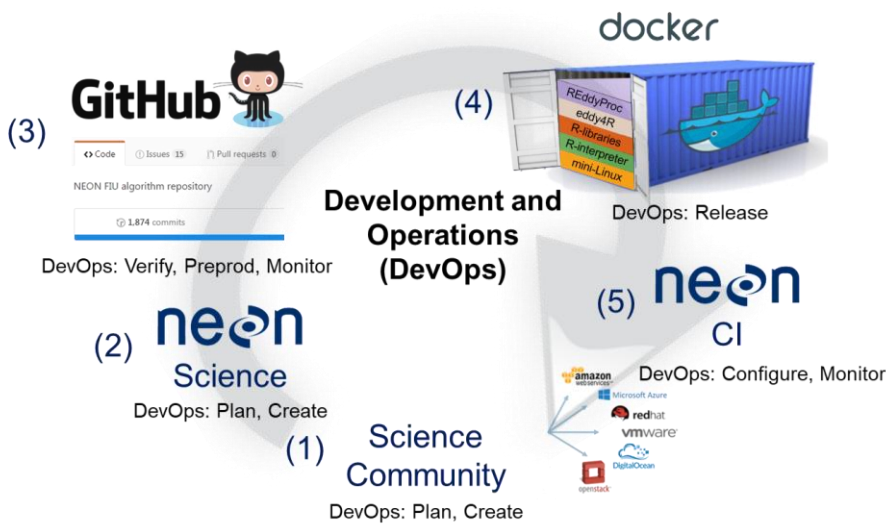 docker
GitHub
(3)
<> Code
Issues 15
Pull requests 0
NEON FIU algorithm repository
1,874 commits
DevOps: Verify, Preprod, Monitor
(4)
REddyProc
eddy4R
R-libraries
R-interpreter
mini-Linux
DevOps: Release
Development and
Operations
(DevOps)
(2)
neon
Science
DevOps: Plan, Create
(5)
neon
CI
DevOps: Configure, Monitor
(1)
Science
Community
DevOps: Plan, Create
amazon
webservices
Microsoft Azure
redhat
vmware
DigitalOcean
openstack